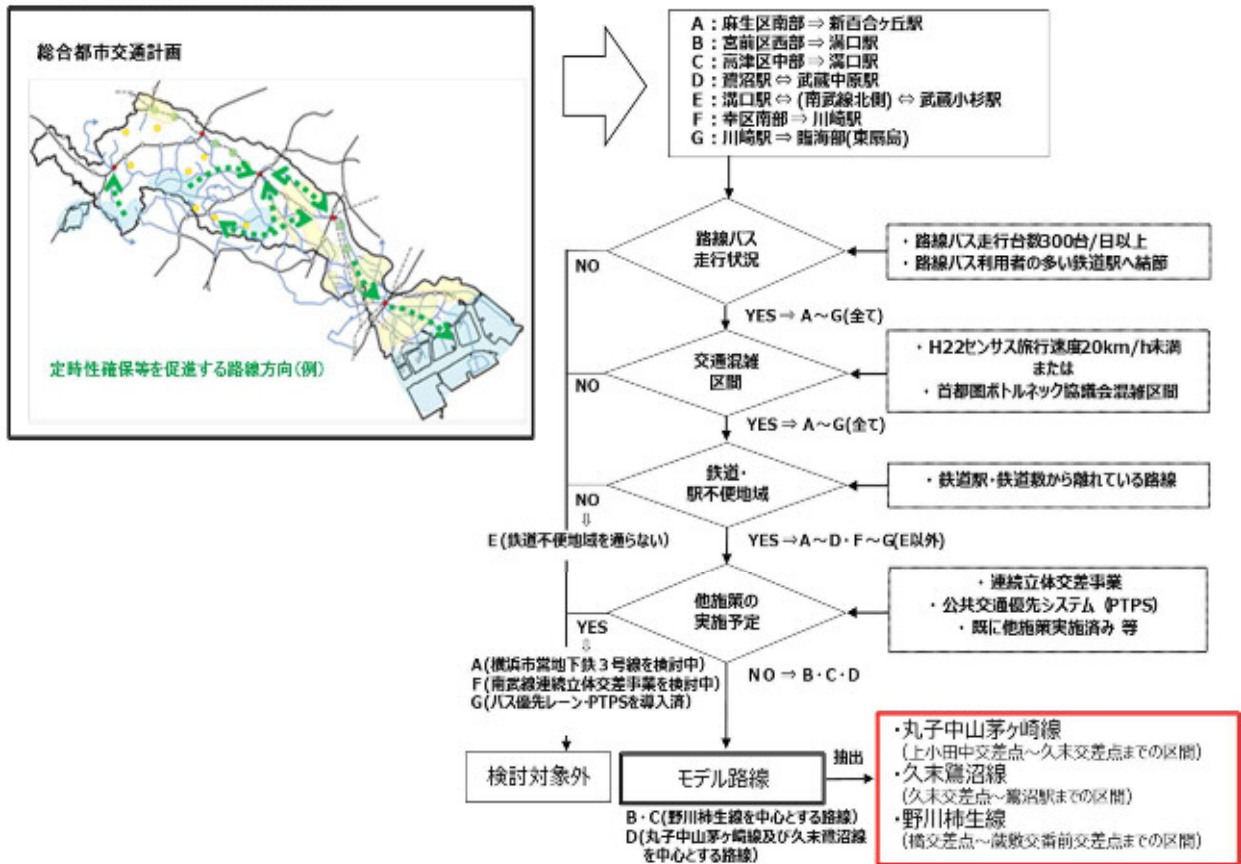 総合都市交通計画
定時性確保等を促進する路線方向(例)
A：麻生区南部 ⇒ 新百合ヶ丘駅
B：宮前区西部 ⇒ 溝口駅
C：高津区中部 ⇒ 溝口駅
D：鷺沼駅 ⇔ 武蔵中原駅
E：溝口駅 ⇔ (南武線北側) ⇔ 武蔵小杉駅
F：幸区南部 ⇒ 川崎駅
G：川崎駅 ⇒ 臨海部(東扇島)
路線バス
走行状況
・路線バス走行台数300台/日以上
・路線バス利用者の多い鉄道駅へ結節
NO
YES ⇒ A～G(全て)
交通混雑
区間
・H22センサス旅行速度20km/h未満
または
・首都圏ボトルネック協議会混雑区間
NO
YES ⇒ A～G(全て)
鉄道・
駅不便地域
・鉄道駅・鉄道数から離れている路線
NO
⇩
E(鉄道不便地域を通らない)
YES ⇒A～D・F～G(E以外)
他施策の
実施予定
・連続立体交差事業
・公共交通優先システム (PTPS)
・既に他施策実施済み 等
YES
⇩
A(横浜市営地下鉄３号線を検討中)
F(南武線連続立体交差事業を検討中)
G(バス優先レーン・PTPSを導入済)
NO ⇒ B・C・D
検討対象外
モデル路線
抽出
B・C(野川柿生線を中心とする路線)
D(丸子中山茅ヶ崎線及び久末鷺沼線
を中心とする路線)
・丸子中山茅ヶ崎線
(上小田中交差点～久末交差点までの区間)
・久末鷺沼線
(久末交差点～鷺沼駅までの区間)
・野川柿生線
(橘交差点～蔵敷交番前交差点までの区間)